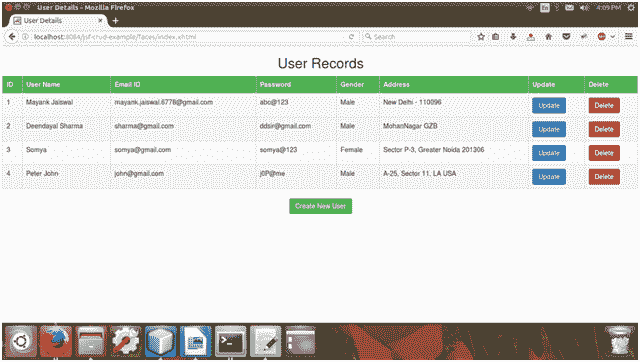 User Details - Mozilla Firefox
En
4:09 PM
User Details
localhost:8084/jsf-crud-example/faces/index.xhtml
Search
User Records
ID User Name Email ID Password Gender Address Update Delete
1 Mayank Jaiswal mayank.jaiswal.6778@gmail.com abc@123 Male New Delhi - 110096 Update Delete
2 Deendayal Sharma sharma@gmail.com ddsir@gmail.com Male MohanNagar GZB Update Delete
3 Somya somya@gmail.com somya@123 Female Sector P-3, Greater Noida 201306 Update Delete
4 Peter John john@gmail.com j0P@me Male A-25, Sector 11, LA USA Update Delete
Create New User